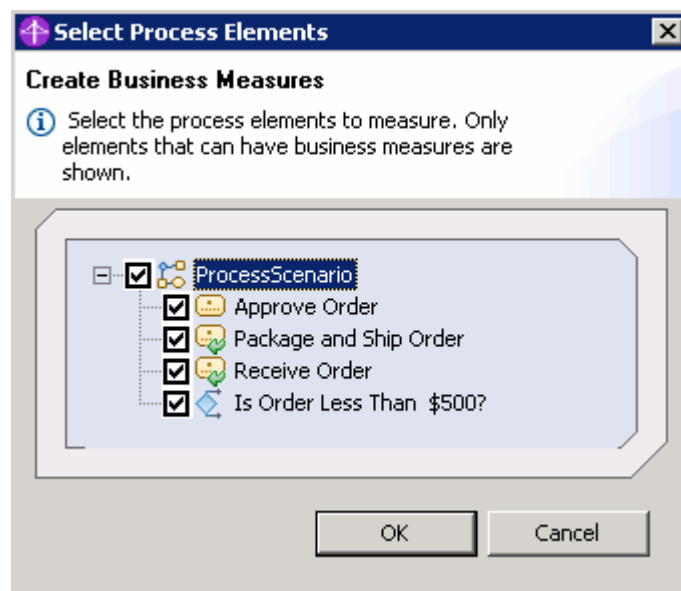 Select Process Elements
Create Business Measures
Select the process elements to measure. Only
elements that can have business measures are
shown.
ProcessScenario
Approve Order
Package and Ship Order
Receive Order
Is Order Less Than $500?
OK
Cancel